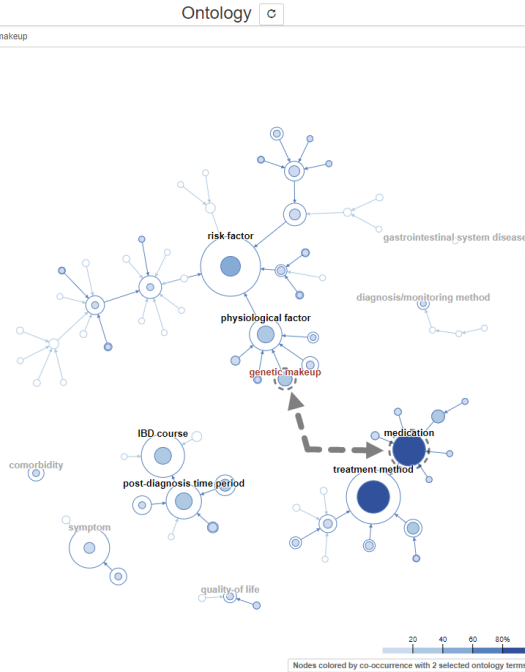 Ontology
makeup
risk factor
gastrointestinal system disease
diagnosis/monitoring method
physiological factor
genetic makeup
medication
IBD course
treatment method
comorbidity
post-diagnosis time period
symptom
quality of life
20 40 60 80%
Nodes colored by co-occurrence with 2 selected ontology terms